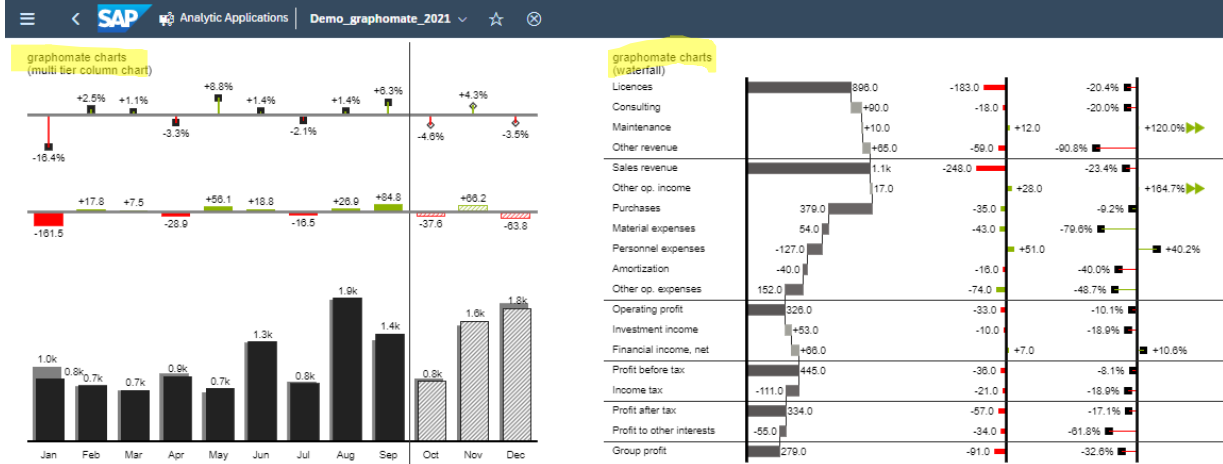 SAP Analytic Applications Demo_graphomate_2021
graphomate charts
(multi tier column chart)
+2.5% +1.1% +8.8% +1.4% +1.4% +6.3% +4.3%
-16.4% -3.3% -2.1% -4.6% -3.5%
+17.8 +7.5 +56.1 +18.8 +26.9 +84.8 +66.2
-161.5 -28.9 -16.5 -37.6 -63.8
1.0k 0.8k 0.7k 0.7k 0.9k 0.7k 1.3k 0.8k 1.9k 1.4k 0.8k 1.6k 1.8k
Jan Feb Mar Apr May Jun Jul Aug Sep Oct Nov Dec
graphomate charts
(waterfall)
Licences 896.0 -183.0 -20.4%
Consulting +90.0 -18.0 -20.0%
Maintenance +10.0 +12.0 +120.0%
Other revenue +65.0 -59.0 -90.8%
Sales revenue 1.1k -248.0 -23.4%
Other op. income 17.0 +28.0 +164.7%
Purchases 379.0 -35.0 -9.2%
Material expenses 54.0 -43.0 -79.6%
Personnel expenses -127.0 +51.0 +40.2%
Amortization -40.0 -16.0 -40.0%
Other op. expenses 152.0 -74.0 -48.7%
Operating profit 326.0 -33.0 -10.1%
Investment income +53.0 -10.0 -18.9%
Financial income, net +66.0 +7.0 +10.6%
Profit before tax 445.0 -36.0 -8.1%
Income tax -111.0 -21.0 -18.9%
Profit after tax 334.0 -57.0 -17.1%
Profit to other interests -55.0 -34.0 -61.8%
Group profit 279.0 -91.0 -32.6%